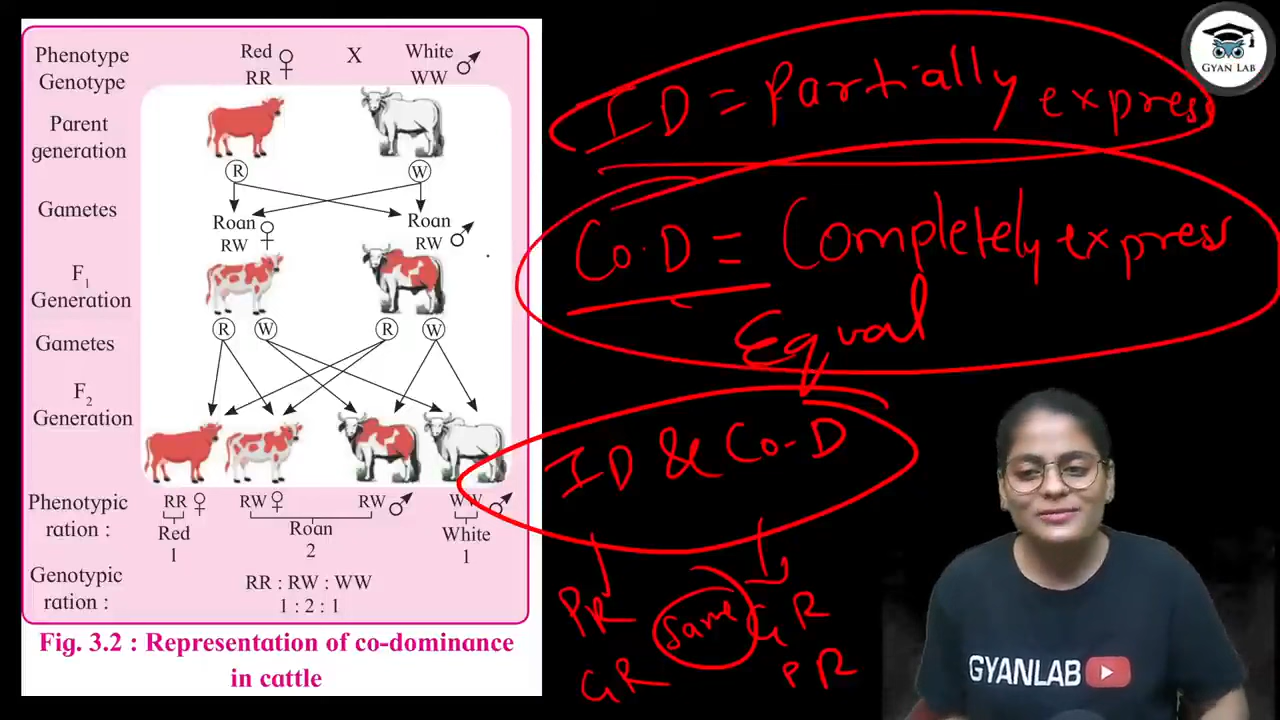 Phenotype Red ♀ X White ♂
Genotype RR WW
Parent
generation
R W
Gametes
Roan ♀ Roan
RW RW ♂
F1
Generation
R W R W
Gametes
F2
Generation
Phenotypic RR ♀ RW ♀ RW ♂ WW ♂
ration : Red Roan White
1 2 1
Genotypic RR : RW : WW
ration : 1 : 2 : 1
Fig. 3.2 : Representation of co-dominance
in cattle
ID = Partially express
Co.D = Completely express
Equal
ID & Co-D
PR same GR
GR PR
GYAN LAB
GYANLAB